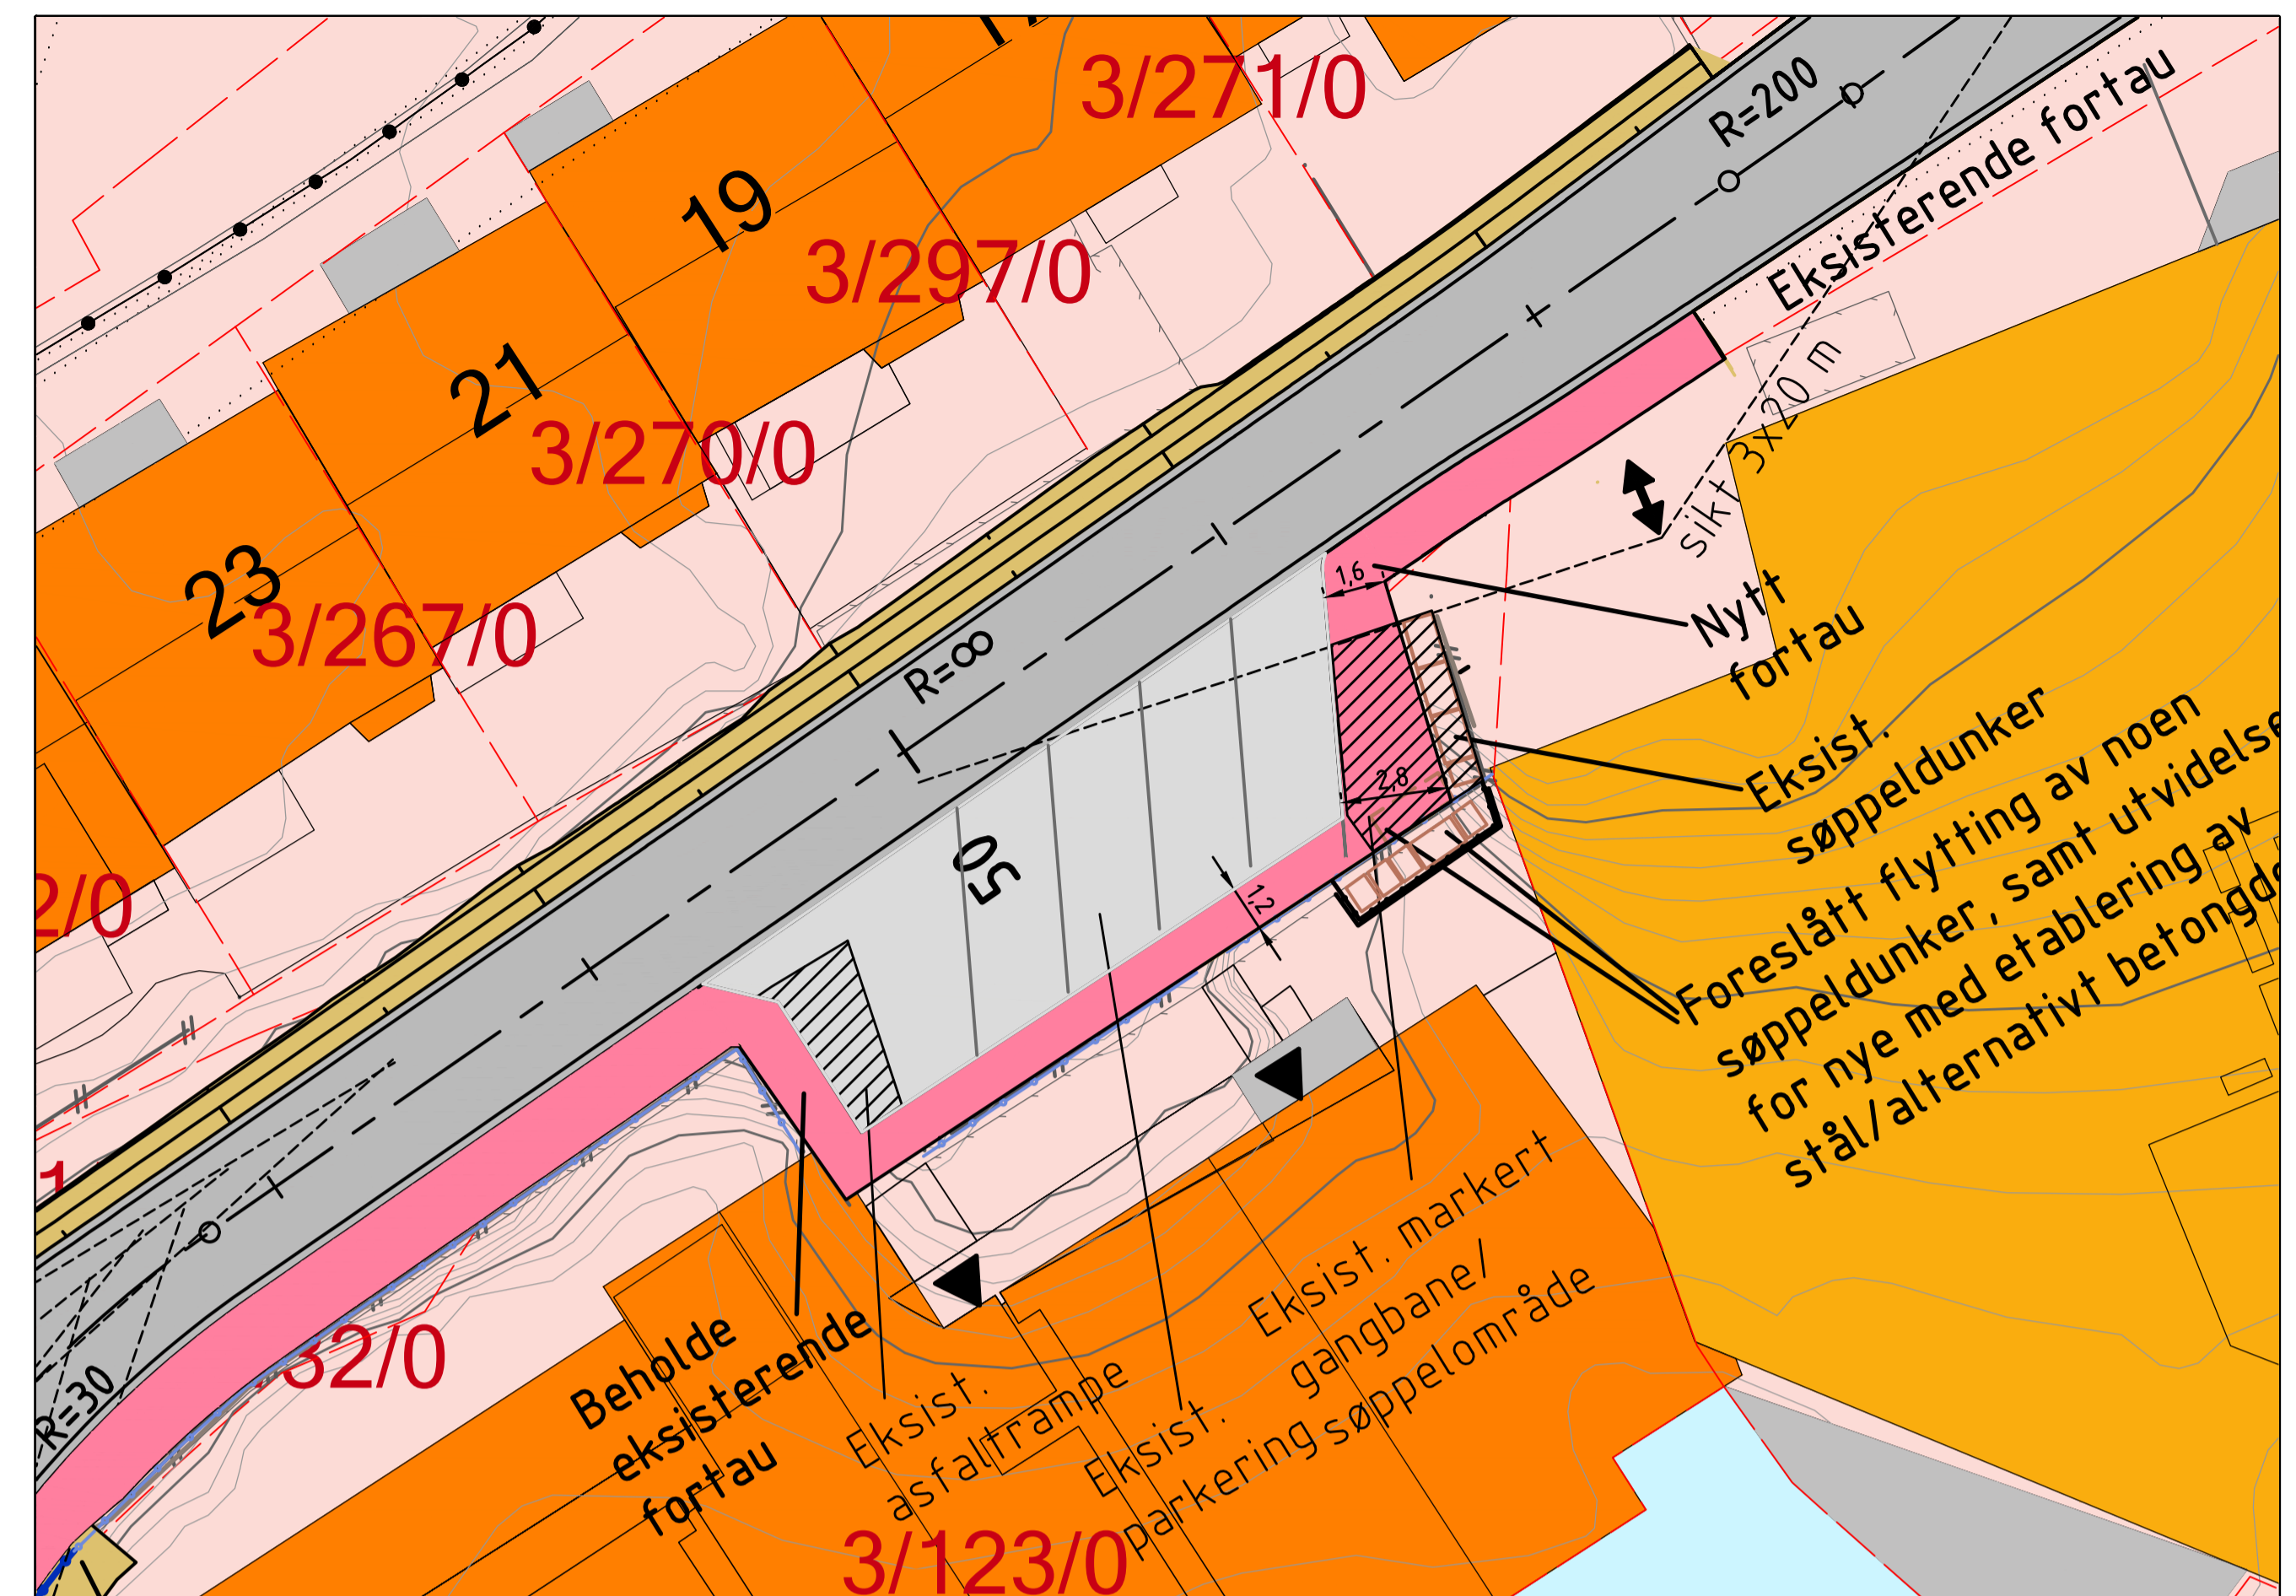 3/271/0
R=200
Eksisterende fortau
19
3/297/0
21
3/270/0
sikt 3x20 m
23
3/267/0
1,6
Nytt
fortau
R=∞
Eksist.
søppeldunker
2,8
50
1,2
Foreslått flytting av noen
søppeldunker, samt utvidelse
for nye med etablering av
stål/alternativt betongd
2/0
1
32/0
R=30
Beholde
eksisterende
fortau
Eksist.
asfaltrampe
Eksist.
parkering
Eksist. markert
gangbane/
søppelområde
3/123/0